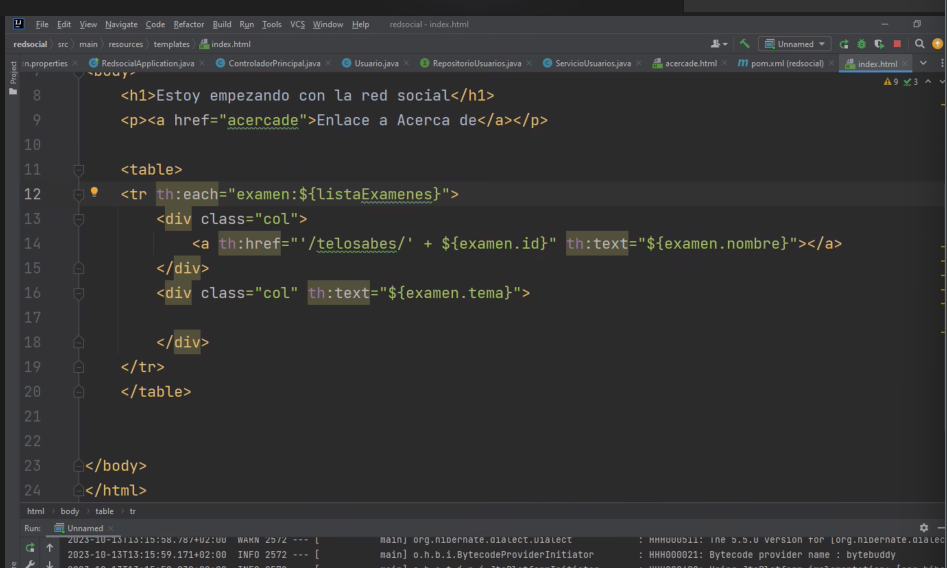 File Edit View Navigate Code Refactor Build Run Tools VCS Window Help redsocial - index.html
redsocial src main resources templates index.html Unnamed
n.properties RedsocialApplication.java ControladorPrincipal.java Usuario.java RepositorioUsuarios.java ServicioUsuarios.java acercade.html pom.xml (redsocial) index.html
Project
7 <body>
9 3
8 <h1>Estoy empezando con la red social</h1>
9 <p><a href="acercade">Enlace a Acerca de</a></p>
10
11 <table>
12 <tr th:each="examen:${listaExamenes}">
13 <div class="col">
14 <a th:href="'/telosabes/' + ${examen.id}" th:text="${examen.nombre}"></a>
15 </div>
16 <div class="col" th:text="${examen.tema}">
17
18 </div>
19 </tr>
20 </table>
21
22
23 </body>
24 </html>
html body table tr
Run: Unnamed
2023-10-13T13:15:58.787+02:00 WARN 2572 --- [ main] org.hibernate.dialect.Dialect : HHH000511: The 5.5.0 version for [org.hibernate.dialec
2023-10-13T13:15:59.171+02:00 INFO 2572 --- [ main] o.h.b.i.BytecodeProviderInitiator : HHH000021: Bytecode provider name : bytebuddy